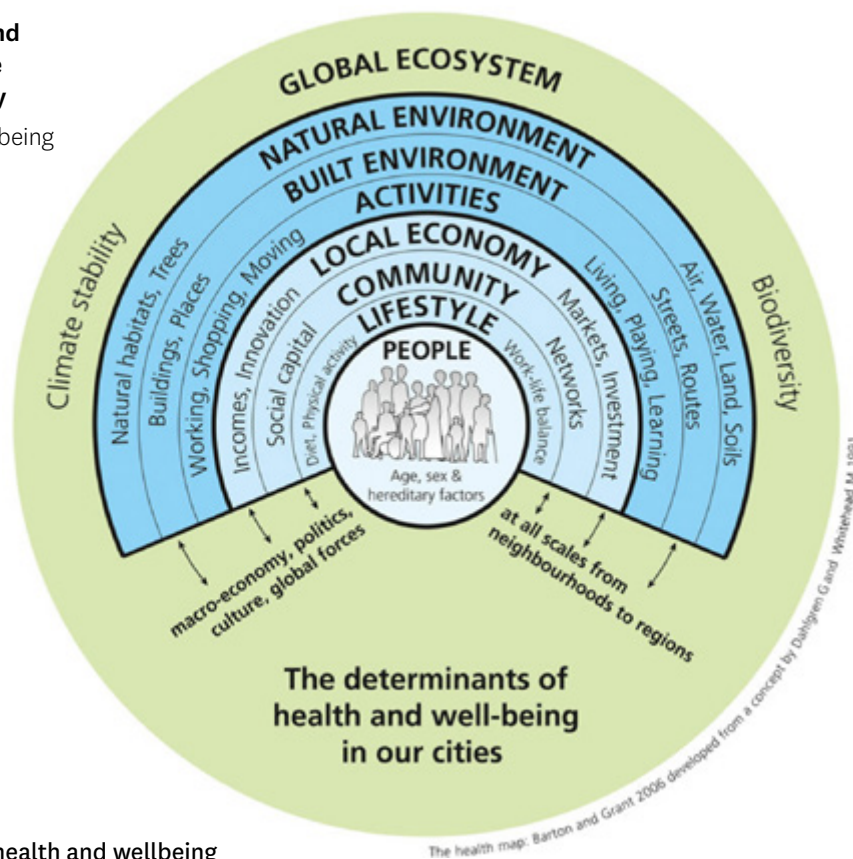 nd
e
y
being
GLOBAL ECOSYSTEM
NATURAL ENVIRONMENT
BUILT ENVIRONMENT
ACTIVITIES
LOCAL ECONOMY
COMMUNITY
LIFESTYLE
PEOPLE
Age, sex &
hereditary factors
Climate stability
Natural habitats, Trees
Buildings, Places
Working, Shopping, Moving
Incomes, Innovation
Social capital
Diet, Physical activity
Work-life balance
Networks
Markets, Investment
Living, Playing, Learning
Streets, Routes
Air, Water, Land, Soils
Biodiversity
macro-economy, politics,
culture, global forces
at all scales from
neighbourhoods to regions
The determinants of
health and well-being
in our cities
The health map: Barton and Grant 2006 developed from a concept by Dahlgren G and Whitehead M 1991
health and wellbeing